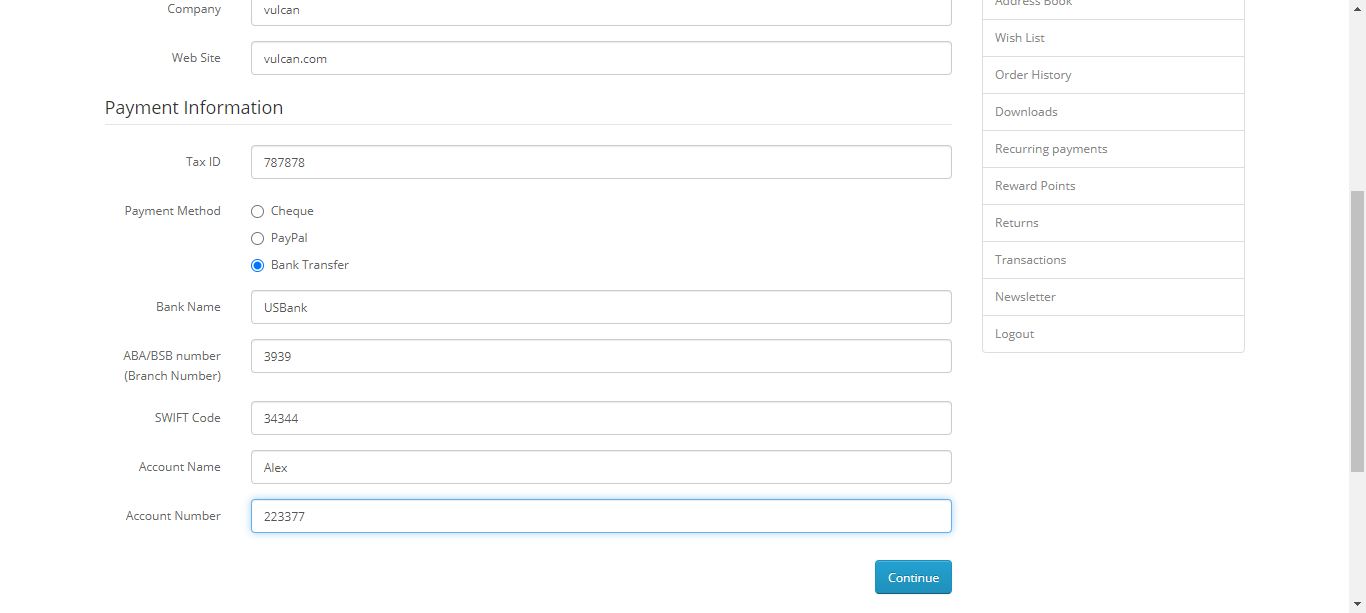 Company
vulcan
Web Site
vulcan.com
Payment Information
Tax ID
787878
Payment Method
Cheque
PayPal
Bank Transfer
Bank Name
USBank
ABA/BSB number
(Branch Number)
3939
SWIFT Code
34344
Account Name
Alex
Account Number
223377
Continue
Address Book
Wish List
Order History
Downloads
Recurring payments
Reward Points
Returns
Transactions
Newsletter
Logout